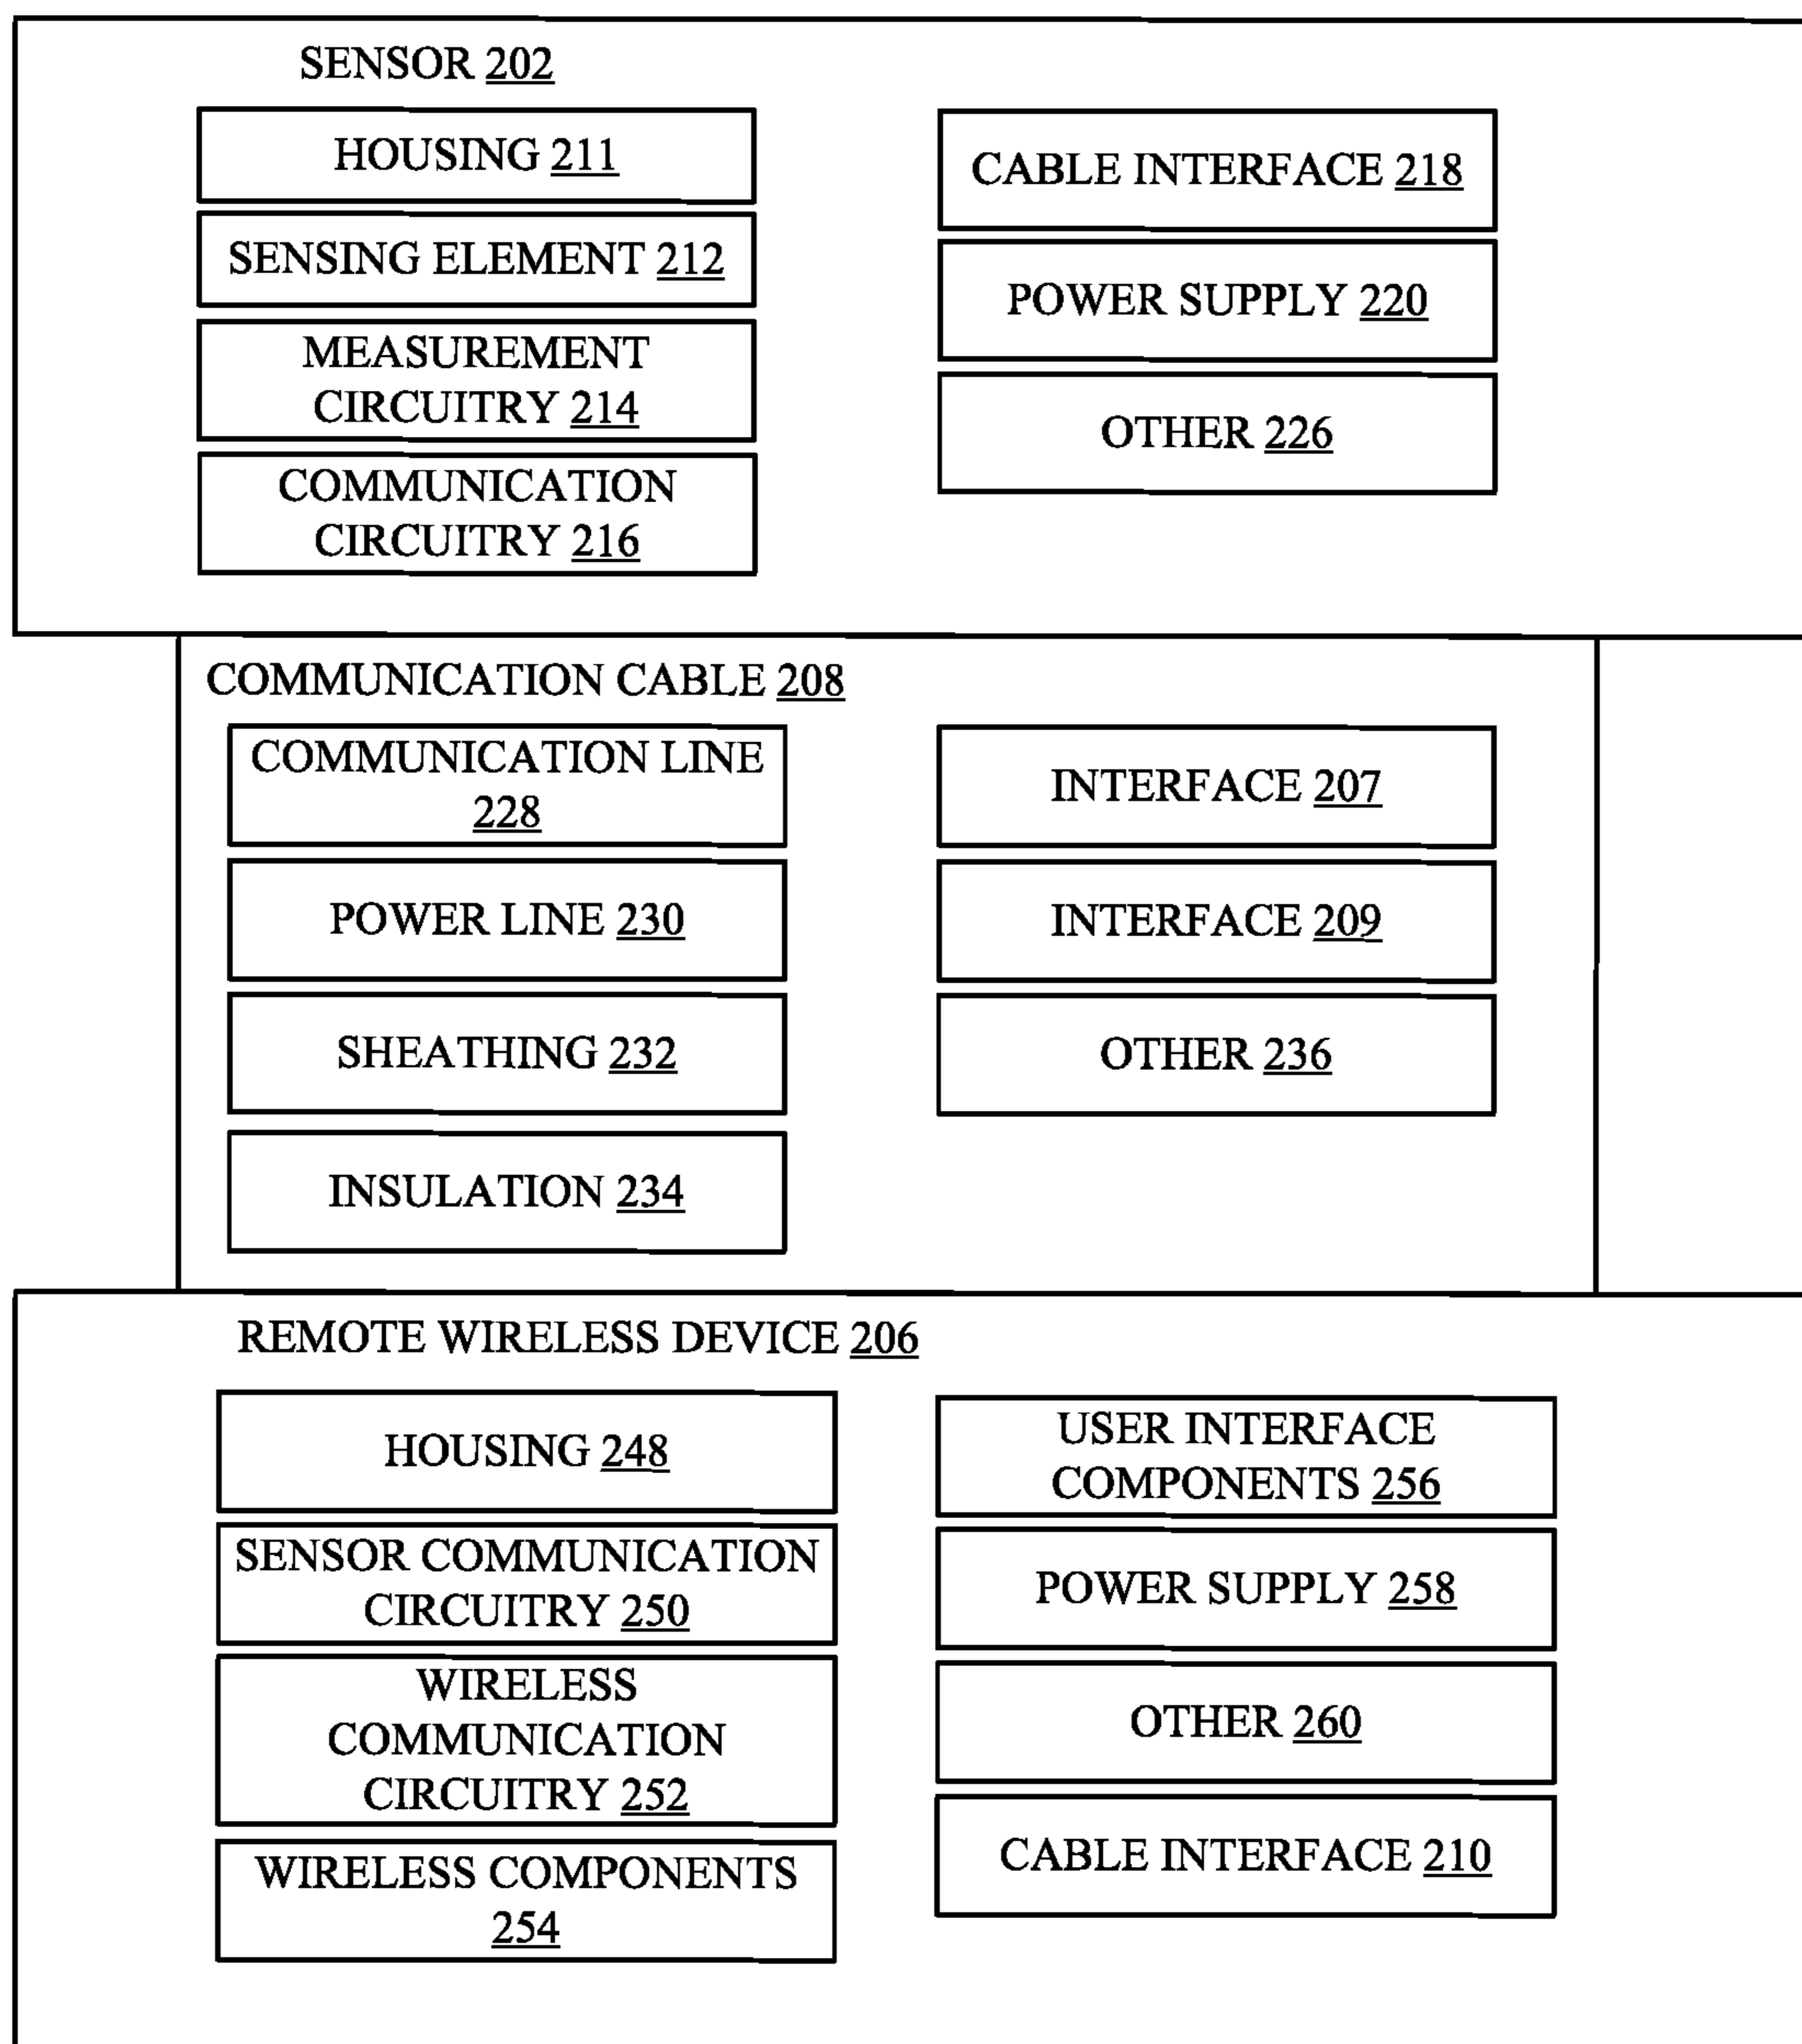 SENSOR 202
HOUSING 211
SENSING ELEMENT 212
MEASUREMENT
CIRCUITRY 214
COMMUNICATION
CIRCUITRY 216
CABLE INTERFACE 218
POWER SUPPLY 220
OTHER 226
COMMUNICATION CABLE 208
COMMUNICATION LINE
228
POWER LINE 230
SHEATHING 232
INSULATION 234
INTERFACE 207
INTERFACE 209
OTHER 236
REMOTE WIRELESS DEVICE 206
HOUSING 248
SENSOR COMMUNICATION
CIRCUITRY 250
WIRELESS
COMMUNICATION
CIRCUITRY 252
WIRELESS COMPONENTS
254
USER INTERFACE
COMPONENTS 256
POWER SUPPLY 258
OTHER 260
CABLE INTERFACE 210